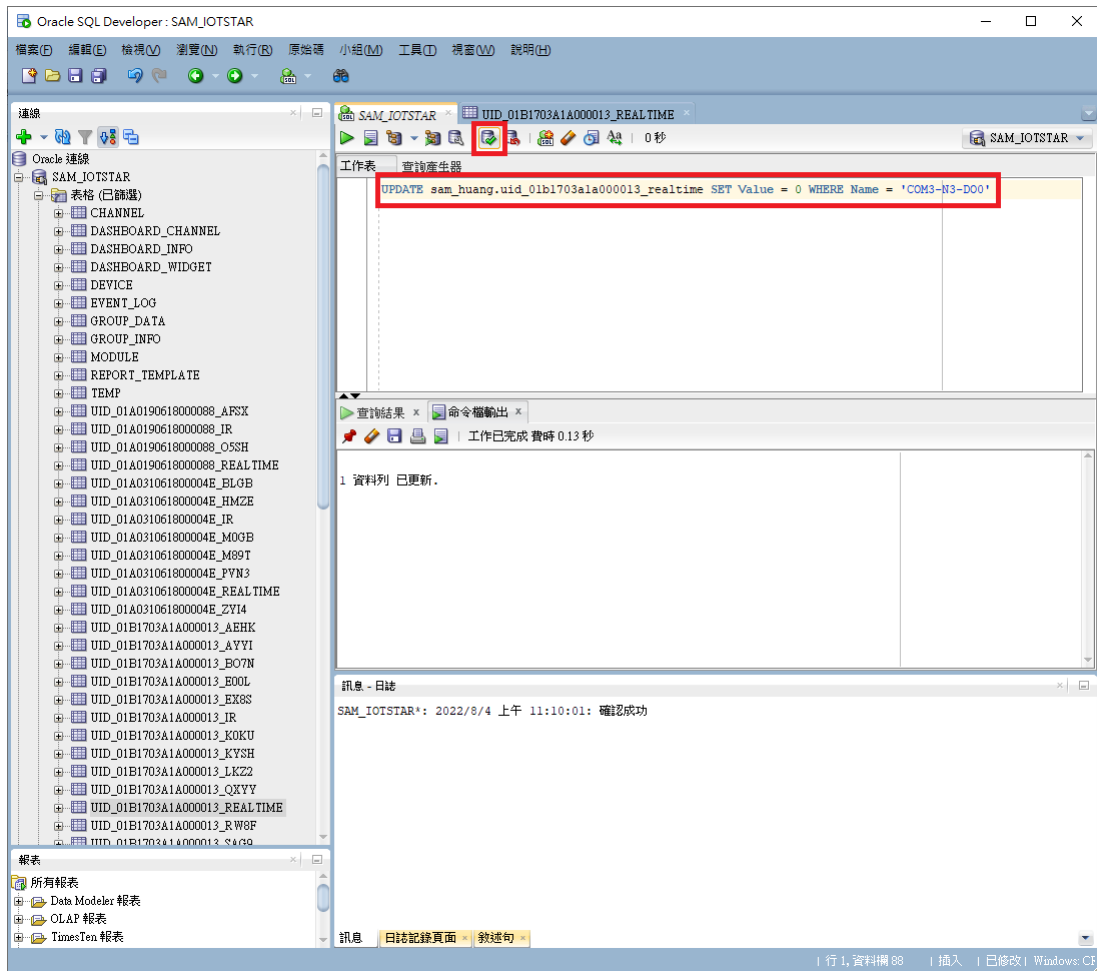 Oracle SQL Developer : SAM_IOTSTAR
檔案(F) 編輯(E) 檢視(V) 瀏覽(N) 執行(R) 原始碼 小組(M) 工具(T) 視窗(W) 說明(H)
連線
Oracle 連線
SAM_IOTSTAR
表格 (已篩選)
CHANNEL
DASHBOARD_CHANNEL
DASHBOARD_INFO
DASHBOARD_WIDGET
DEVICE
EVENT_LOG
GROUP_DATA
GROUP_INFO
MODULE
REPORT_TEMPLATE
TEMP
UID_01A0190618000088_AFSX
UID_01A0190618000088_IR
UID_01A0190618000088_O5SH
UID_01A0190618000088_REALTIME
UID_01A031061800004E_BLGB
UID_01A031061800004E_HMZE
UID_01A031061800004E_IR
UID_01A031061800004E_M0GB
UID_01A031061800004E_M89T
UID_01A031061800004E_PVN3
UID_01A031061800004E_REALTIME
UID_01A031061800004E_ZYI4
UID_01B1703A1A000013_AEHK
UID_01B1703A1A000013_AYYI
UID_01B1703A1A000013_BO7N
UID_01B1703A1A000013_E00L
UID_01B1703A1A000013_EX8S
UID_01B1703A1A000013_IR
UID_01B1703A1A000013_K0KU
UID_01B1703A1A000013_KYSH
UID_01B1703A1A000013_LKZ2
UID_01B1703A1A000013_QXYY
UID_01B1703A1A000013_REALTIME
UID_01B1703A1A000013_RW8F
UID_01B1703A1A000013_SAG9
報表
所有報表
Data Modeler 報表
OLAP 報表
TimesTen 報表
SAM_IOTSTAR
UID_01B1703A1A000013_REALTIME
0 秒
SAM_IOTSTAR
工作表 查詢產生器
UPDATE sam_huang.uid_01b1703a1a000013_realtime SET Value = 0 WHERE Name = 'COM3-N3-DO0'
查詢結果 命令檔輸出
工作已完成 費時 0.13 秒
1 資料列 已更新.
訊息 - 日誌
SAM_IOTSTAR*: 2022/8/4 上午 11:10:01: 確認成功
訊息 日誌記錄頁面 敘述句
行 1, 資料欄 88 | 插入 | 已修改 | Windows: CR